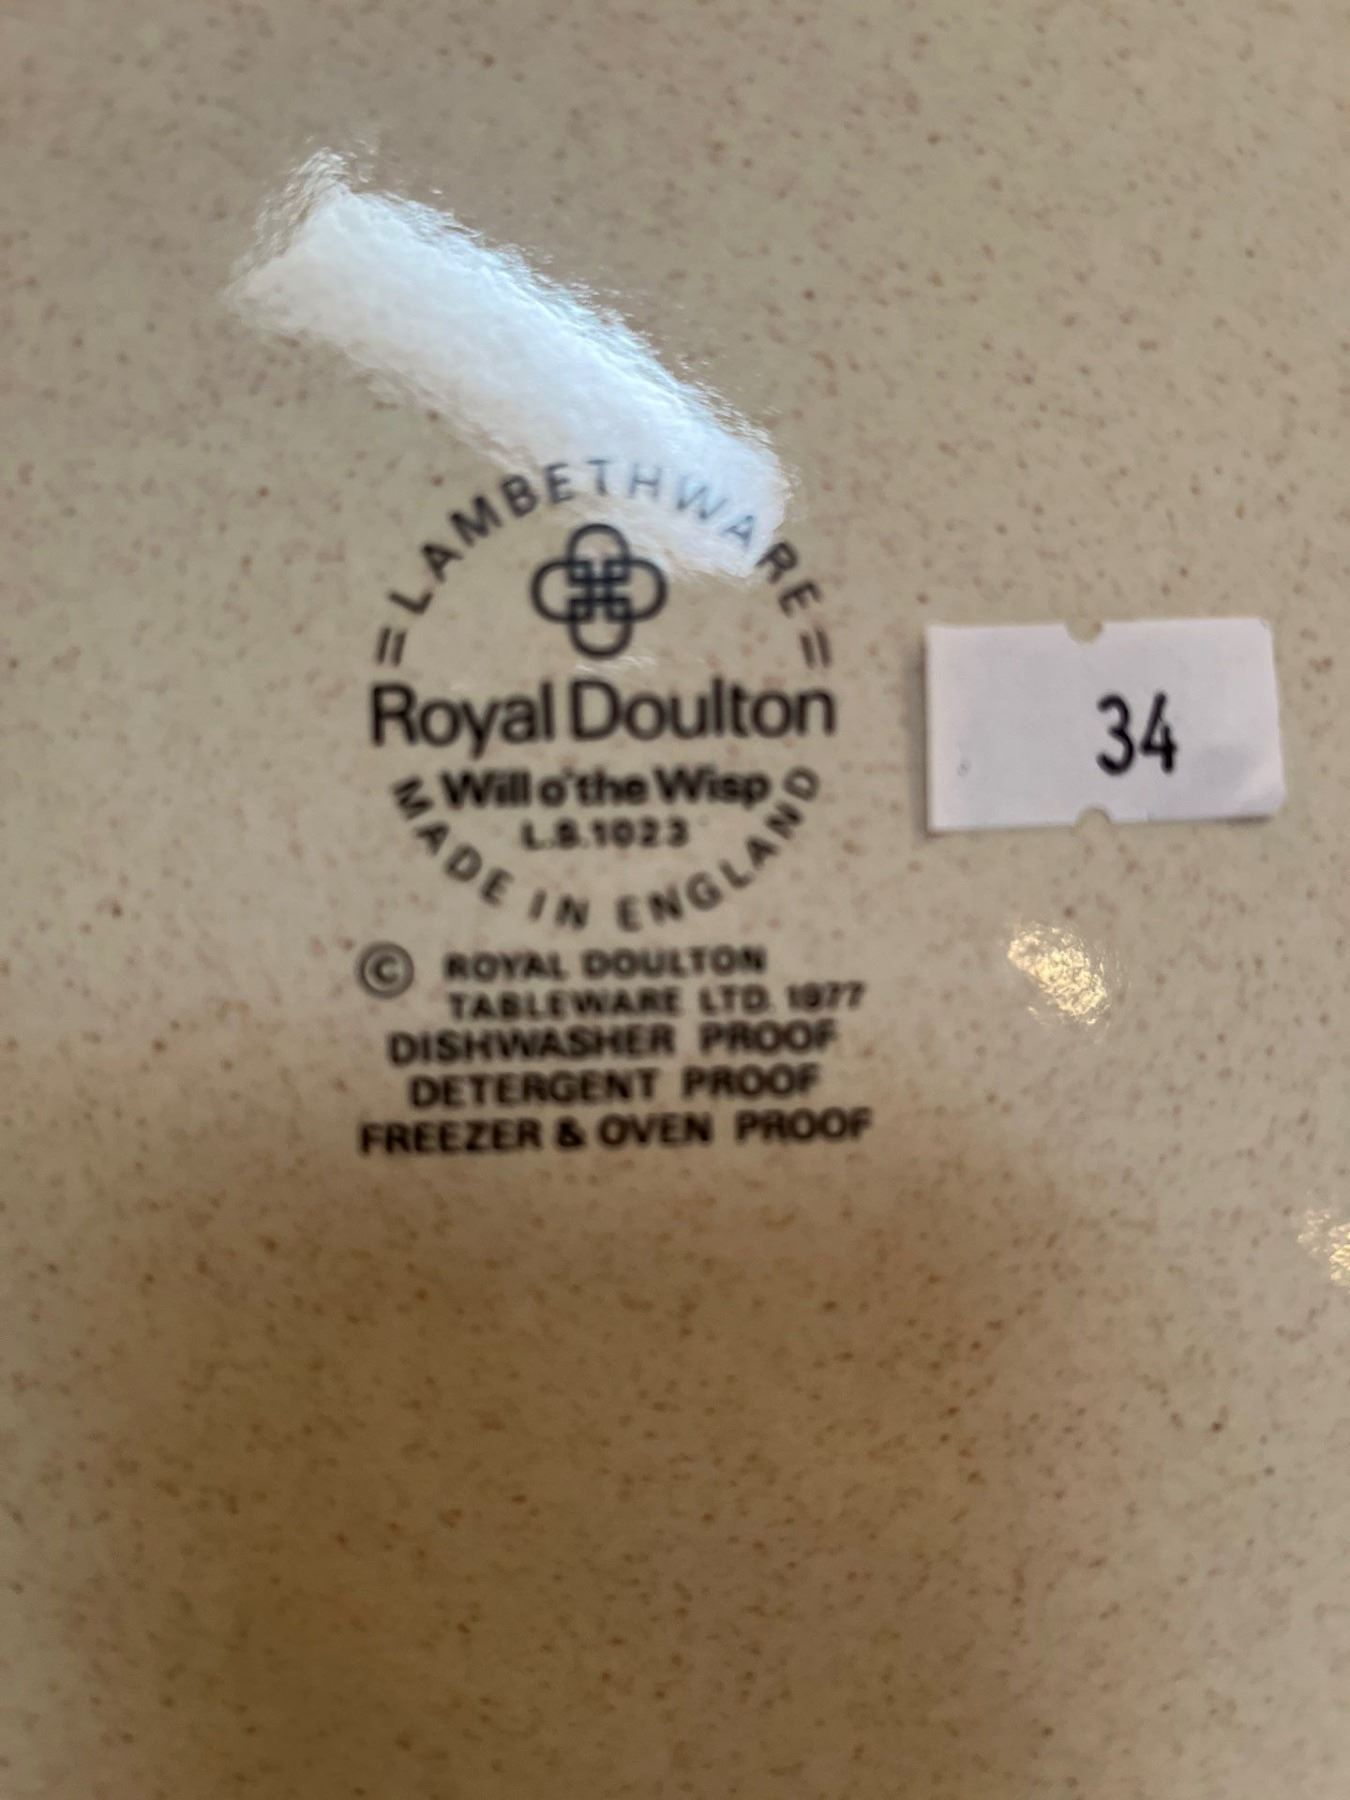 =LAMBETHWARE=
Royal Doulton
Will o'the Wisp
L.S.1023
MADE IN ENGLAND
© ROYAL DOULTON
TABLEWARE LTD. 1977
DISHWASHER PROOF
DETERGENT PROOF
FREEZER & OVEN PROOF
34